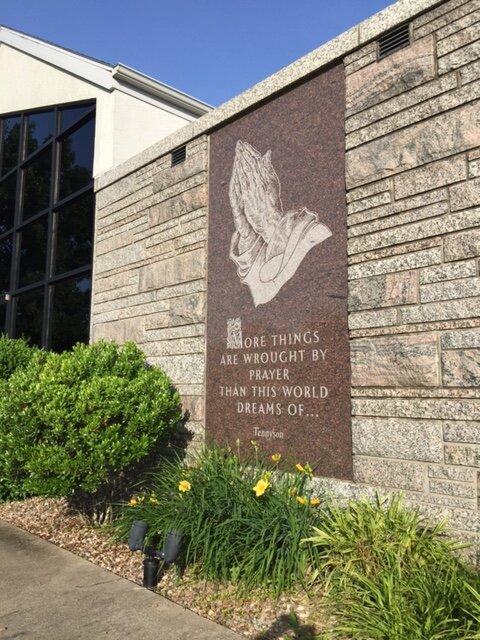 MORE THINGS
ARE WROUGHT BY
PRAYER
THAN THIS WORLD
DREAMS OF...
Tennyson